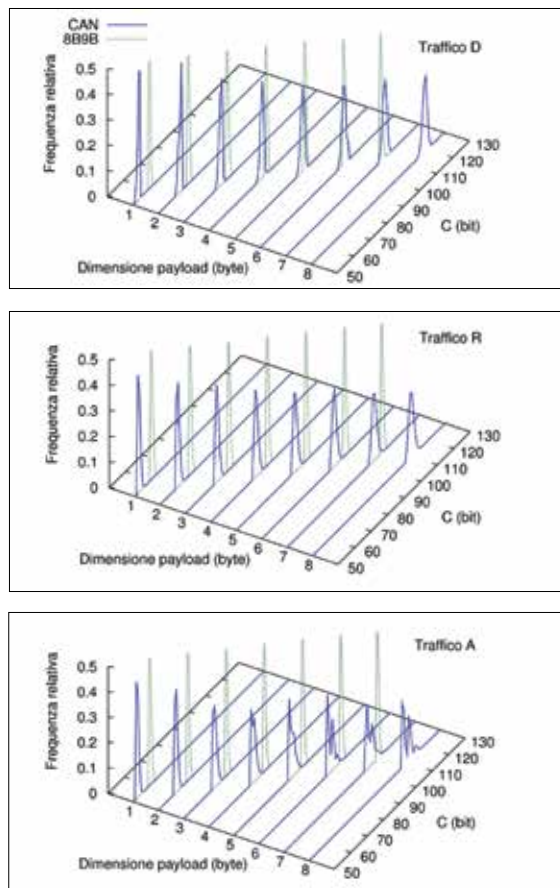 CAN
8B9B
Traffico D
Frequenza relativa
0.5
0.4
0.3
0.2
0.1
0
1 2 3 4 5 6 7 8
Dimensione payload (byte)
50 60 70 80 90 100 110 120 130
C (bit)
Traffico R
Frequenza relativa
0.5
0.4
0.3
0.2
0.1
0
1 2 3 4 5 6 7 8
Dimensione payload (byte)
50 60 70 80 90 100 110 120 130
C (bit)
Traffico A
Frequenza relativa
0.5
0.4
0.3
0.2
0.1
0
1 2 3 4 5 6 7 8
Dimensione payload (byte)
50 60 70 80 90 100 110 120 130
C (bit)